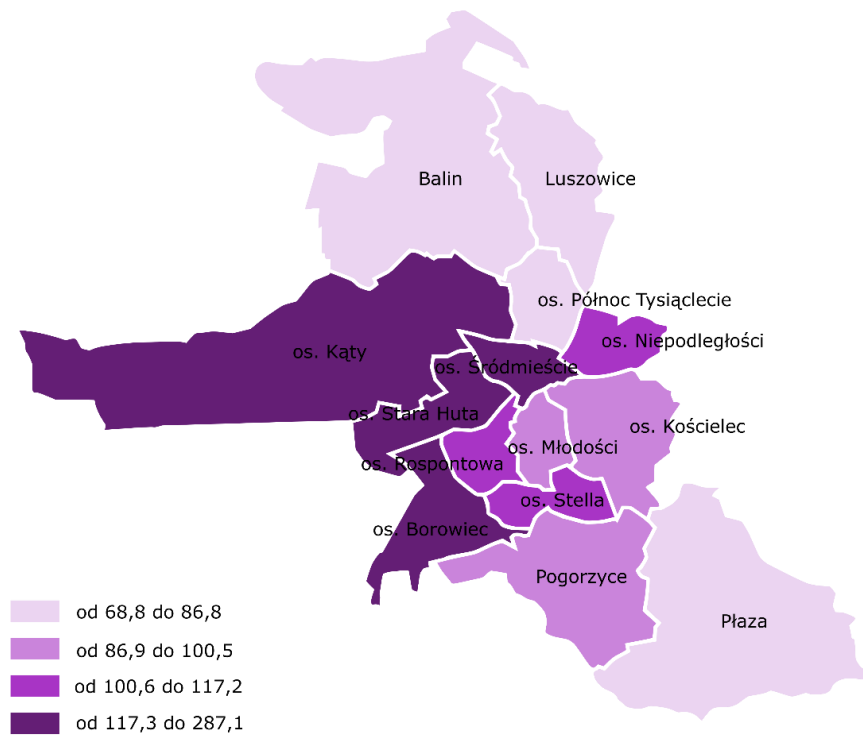 Balin
Luszowice
os. Północ Tysiąclecie
os. Niepodległości
os. Kąty
os. Śródmieście
os. Stara Huta
os. Kościelec
os. Młodości
os. Rospontowa
os. Stella
os. Borowiec
Pogorzyce
Płaza
od 68,8 do 86,8
od 86,9 do 100,5
od 100,6 do 117,2
od 117,3 do 287,1